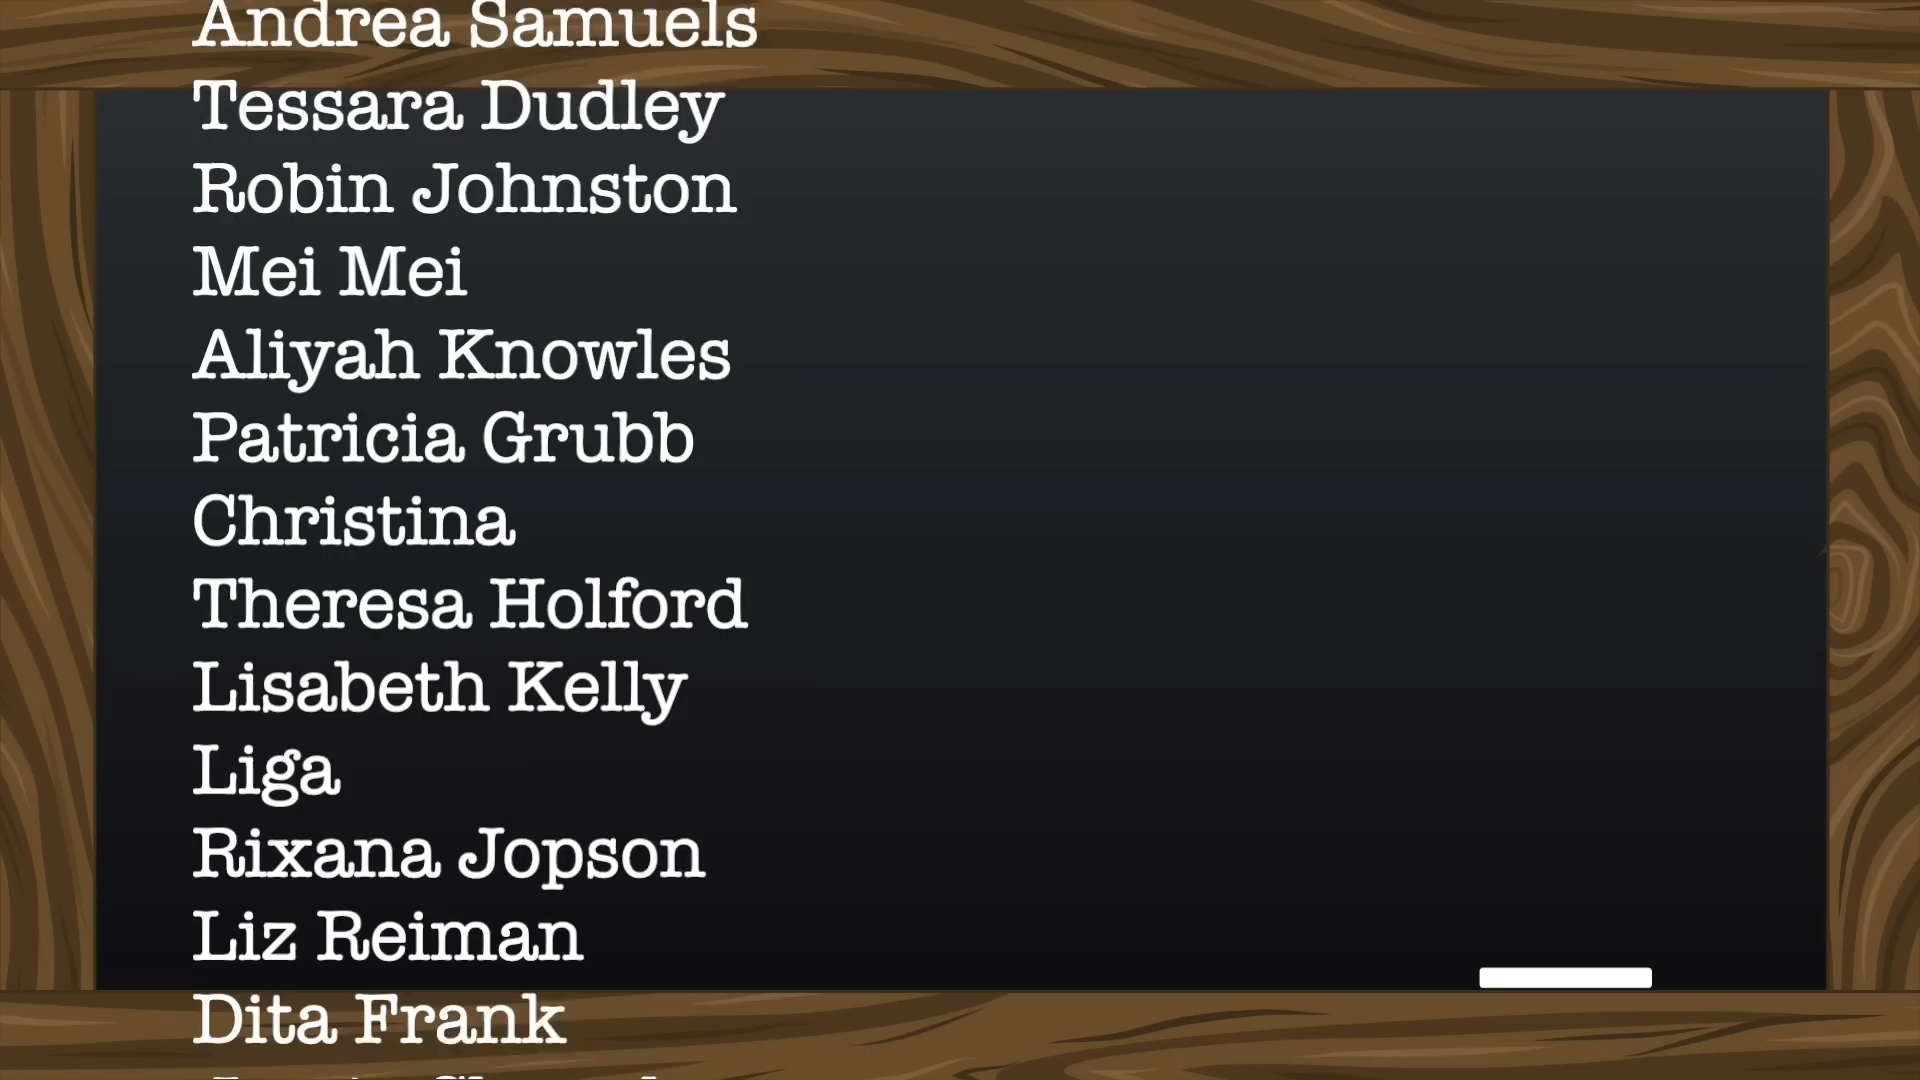 Andrea Samuels
Tessara Dudley
Robin Johnston
Mei Mei
Aliyah Knowles
Patricia Grubb
Christina
Theresa Holford
Lisabeth Kelly
Liga
Rixana Jopson
Liz Reiman
Dita Frank